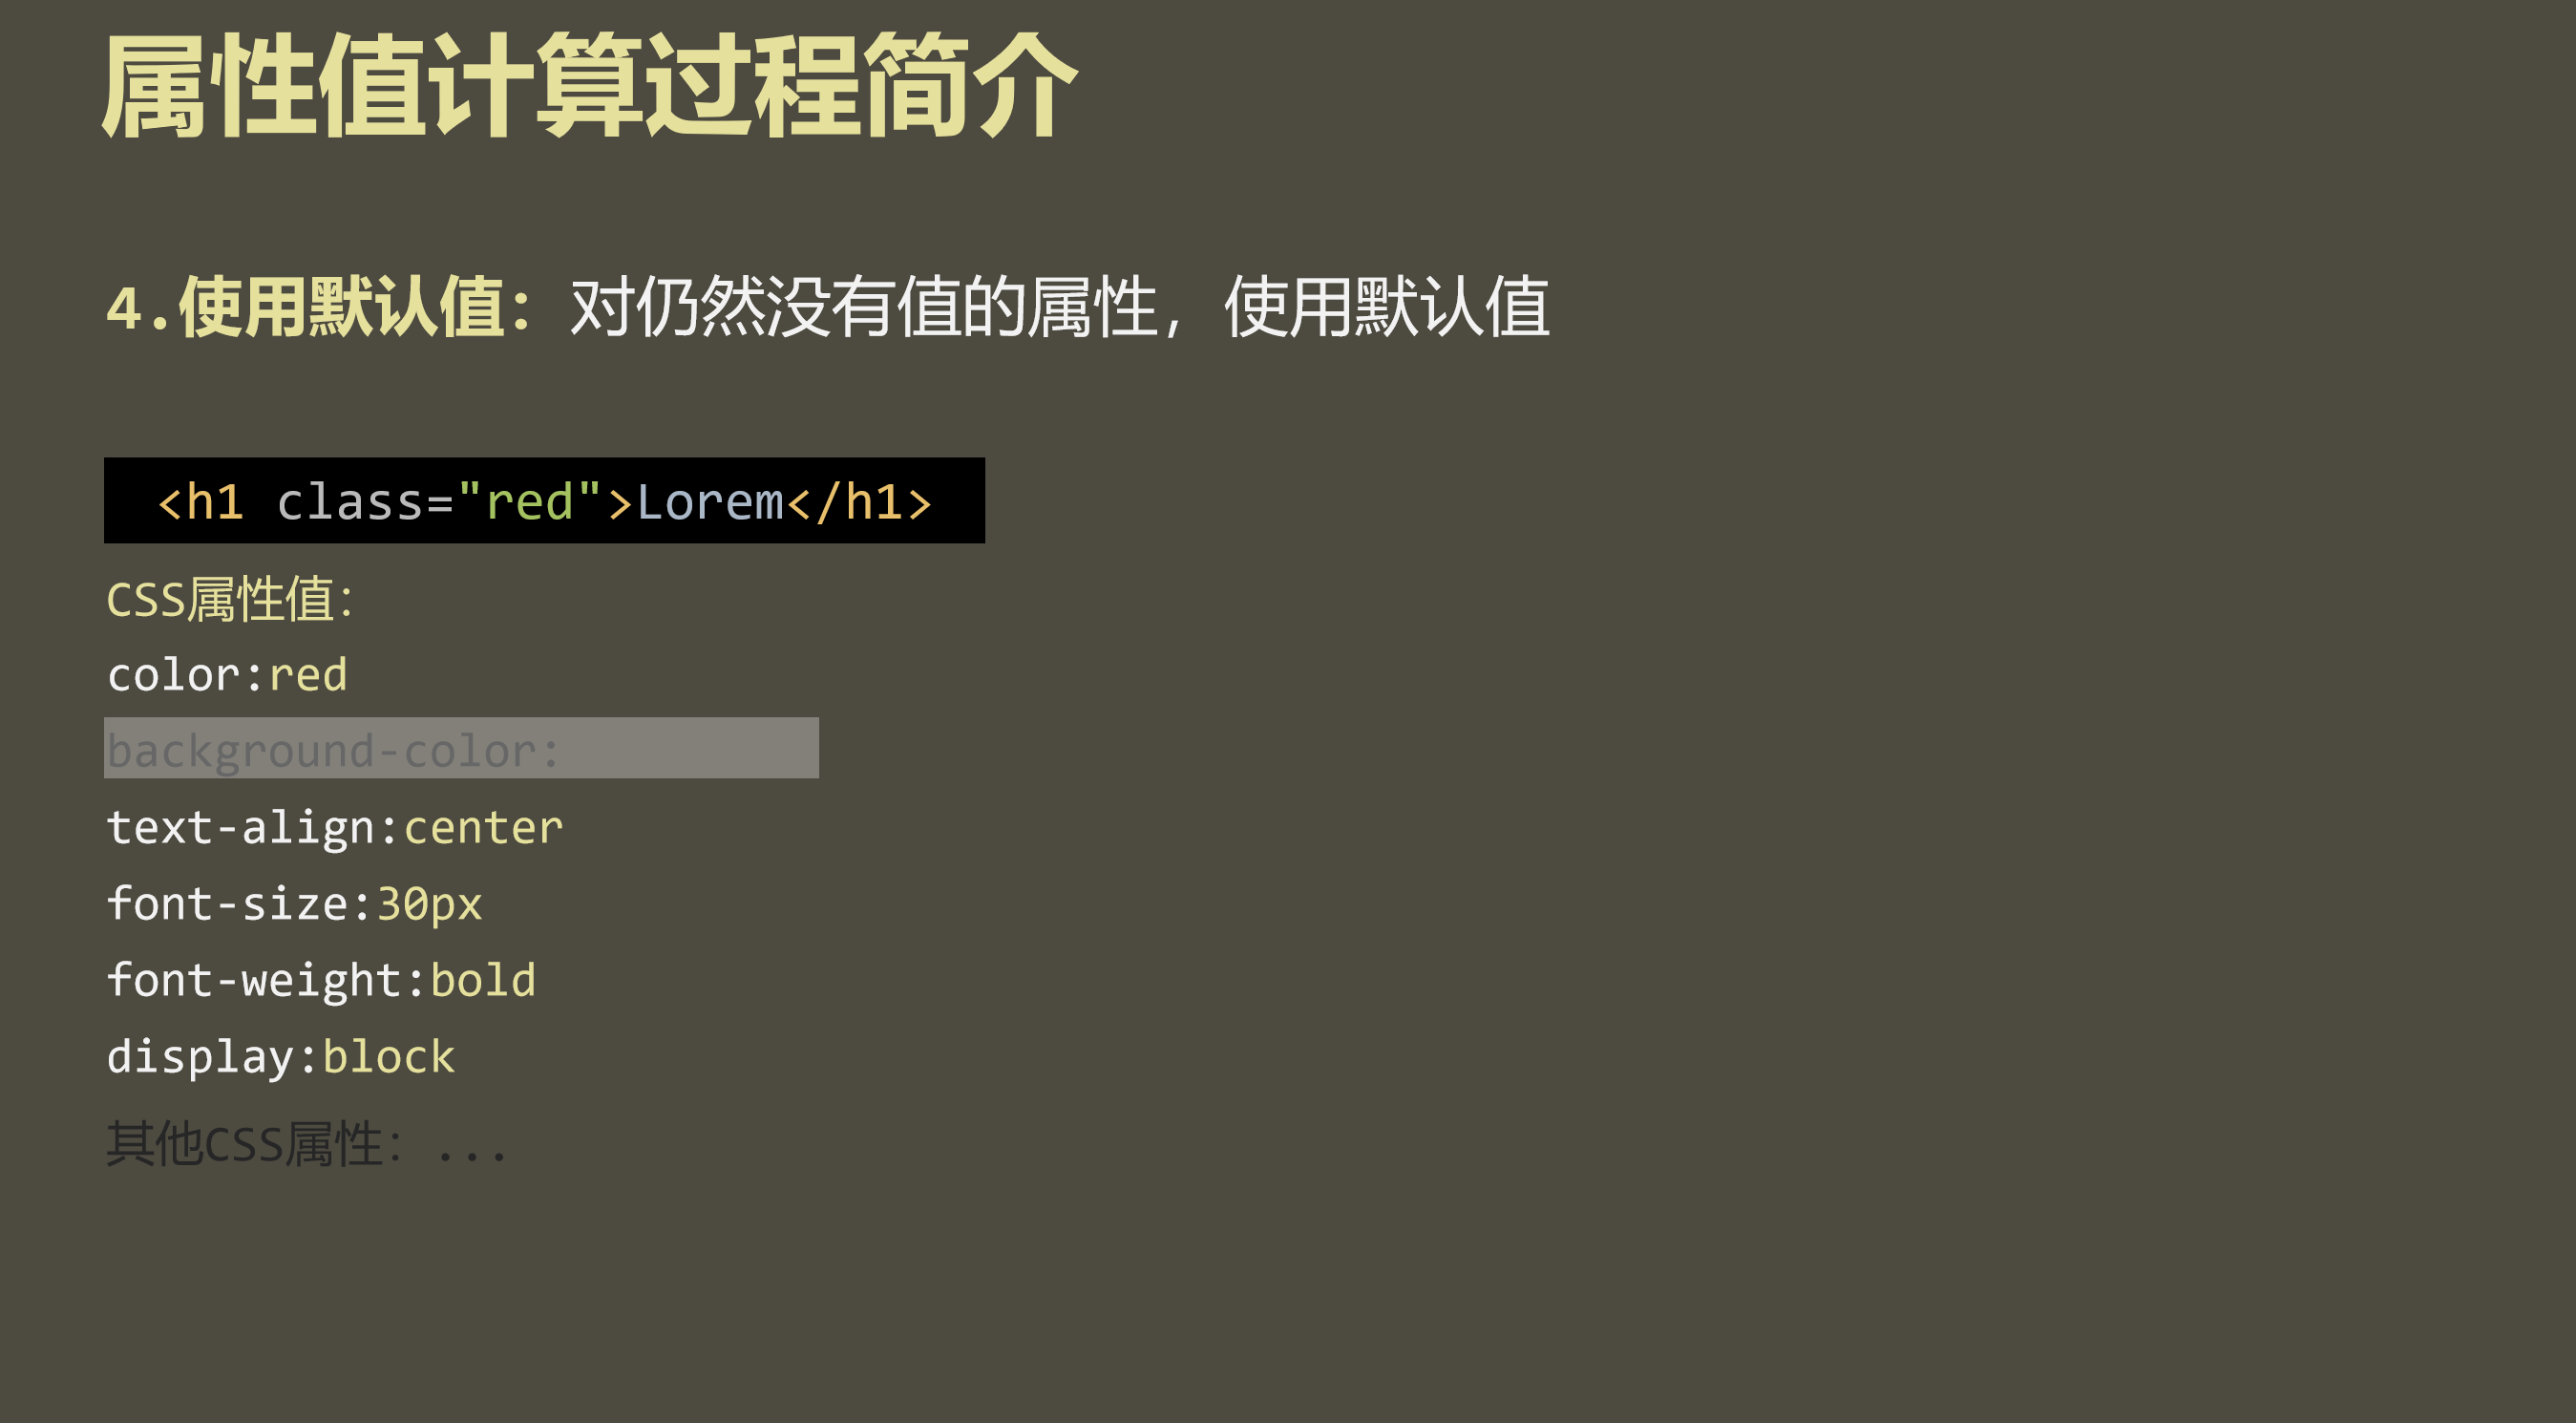 属性值计算过程简介
4.使用默认值：对仍然没有值的属性，使用默认值
<h1 class="red">Lorem</h1>
CSS属性值：
color:red
background-color:
text-align:center
font-size:30px
font-weight:bold
display:block
其他CSS属性：...